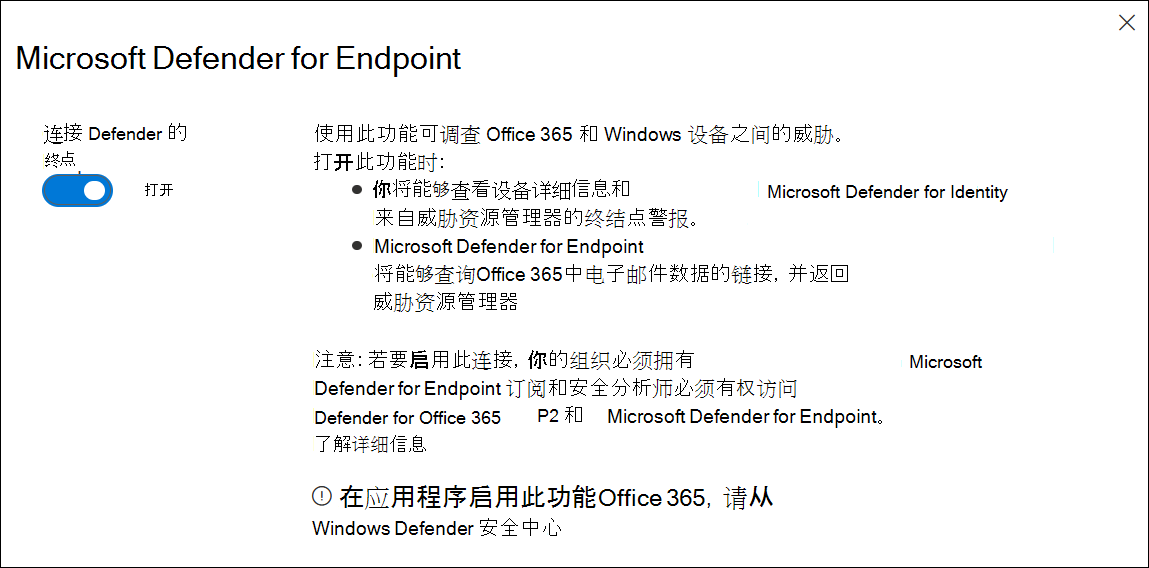 Microsoft Defender for Endpoint
连接 Defender 的
终点
打开
使用此功能可调查 Office 365 和 Windows 设备之间的威胁。
打开此功能时:
你将能够查看设备详细信息和 Microsoft Defender for Identity
来自威胁资源管理器的终结点警报。
Microsoft Defender for Endpoint
将能够查询Office 365中电子邮件数据的链接, 并返回
威胁资源管理器
注意: 若要启用此连接, 你的组织必须拥有 Microsoft
Defender for Endpoint 订阅和安全分析师必须有权访问
Defender for Office 365 P2 和 Microsoft Defender for Endpoint。
了解详细信息
在应用程序启用此功能Office 365, 请从
Windows Defender 安全中心